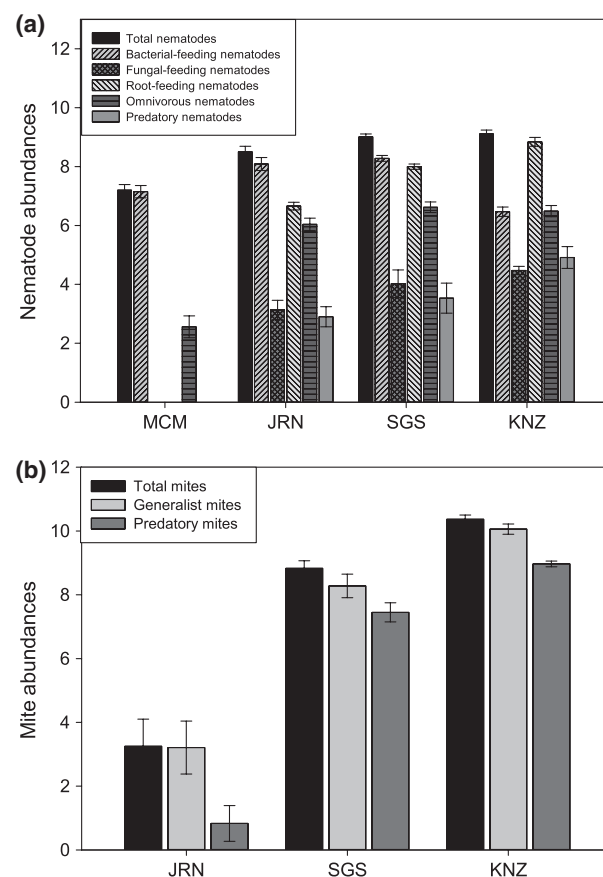 (a)
Total nematodes
Bacterial-feeding nematodes
Fungal-feeding nematodes
Root-feeding nematodes
Omnivorous nematodes
Predatory nematodes
Nematode abundances
12
10
8
6
4
2
0
MCM JRN SGS KNZ
(b)
Total mites
Generalist mites
Predatory mites
Mite abundances
12
10
8
6
4
2
0
JRN SGS KNZ